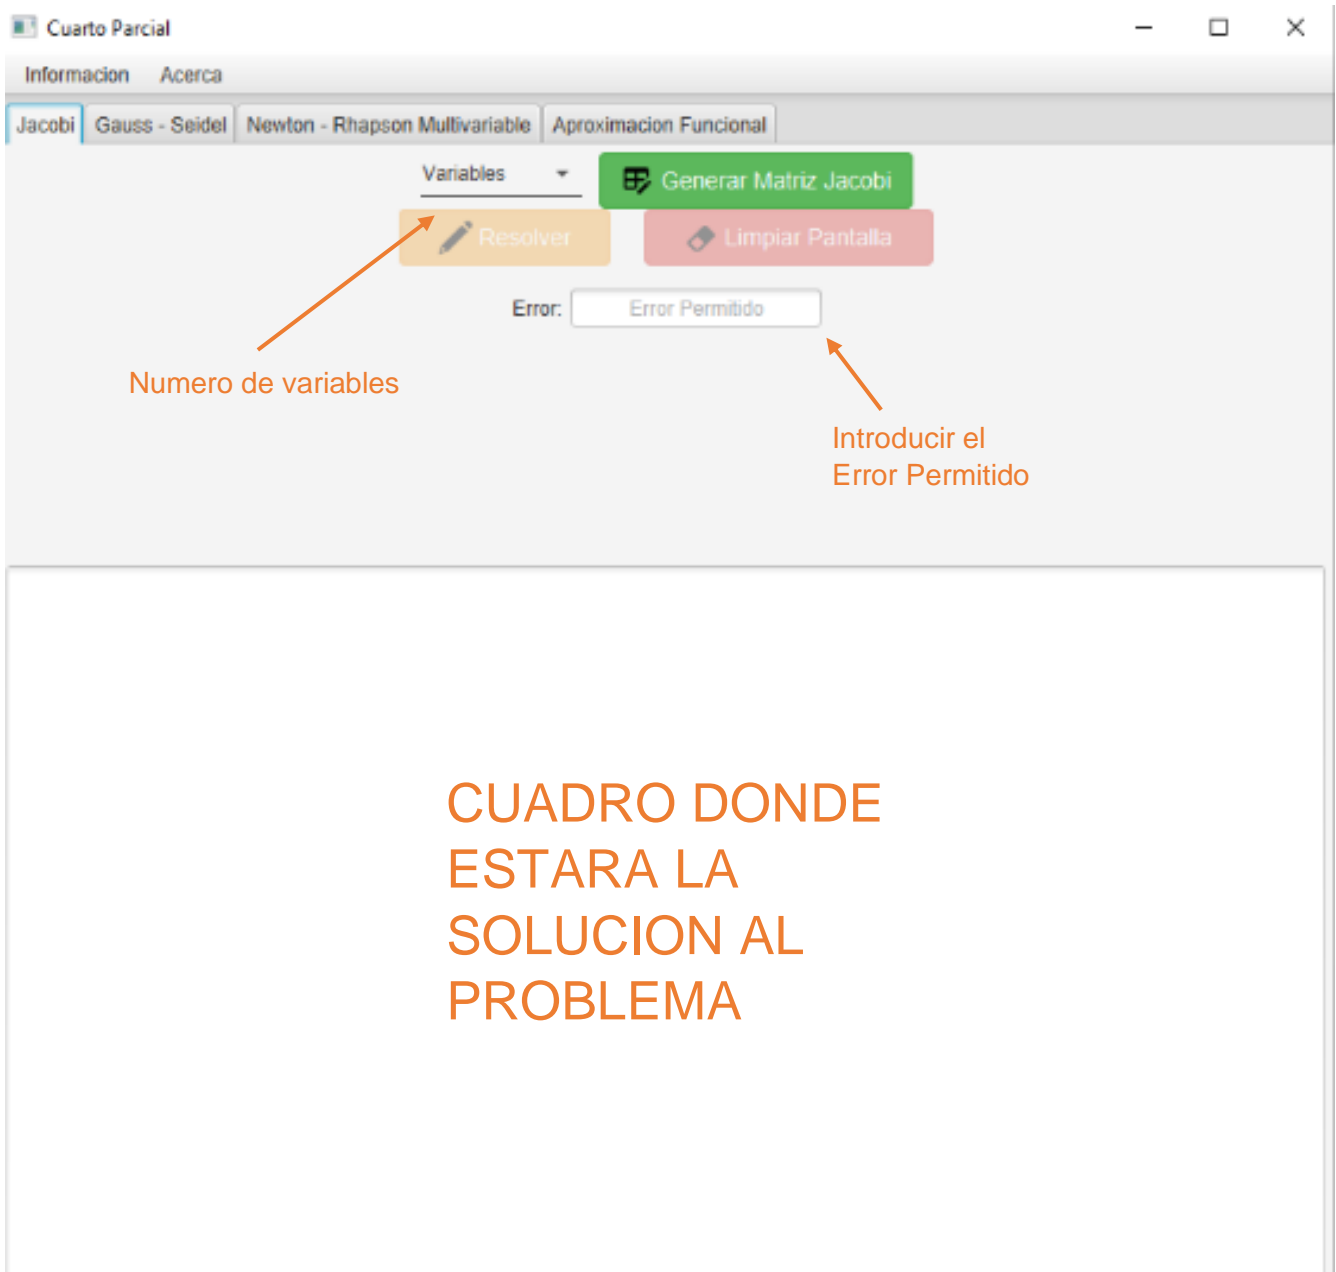 Cuarto Parcial
Informacion Acerca
Jacobi Gauss - Seidel Newton - Rhapson Multivariable Aproximacion Funcional
Variables Generar Matriz Jacobi
Resolver Limpiar Pantalla
Error: Error Permitido
Numero de variables
Introducir el
Error Permitido
CUADRO DONDE
ESTARA LA
SOLUCION AL
PROBLEMA